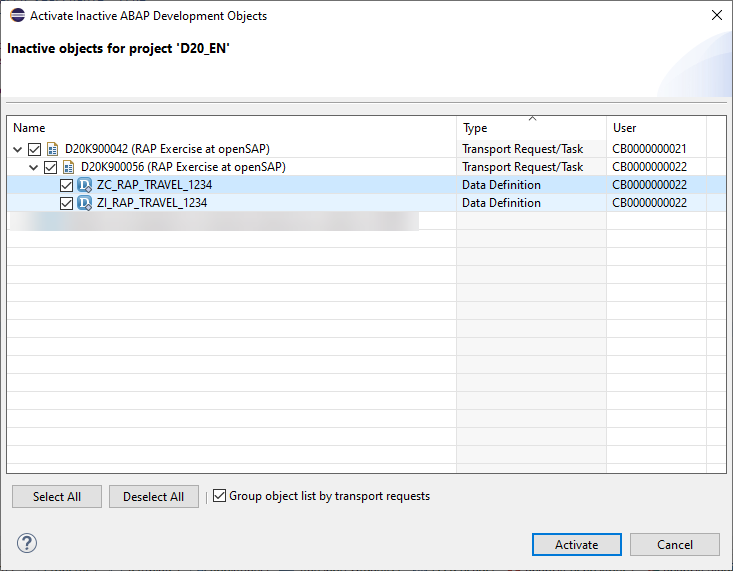 Activate Inactive ABAP Development Objects
Inactive objects for project 'D20_EN'
Name Type User
D20K900042 (RAP Exercise at openSAP) Transport Request/Task CB0000000021
D20K900056 (RAP Exercise at openSAP) Transport Request/Task CB0000000022
ZC_RAP_TRAVEL_1234 Data Definition CB0000000022
ZI_RAP_TRAVEL_1234 Data Definition CB0000000022
Select All Deselect All Group object list by transport requests
Activate Cancel